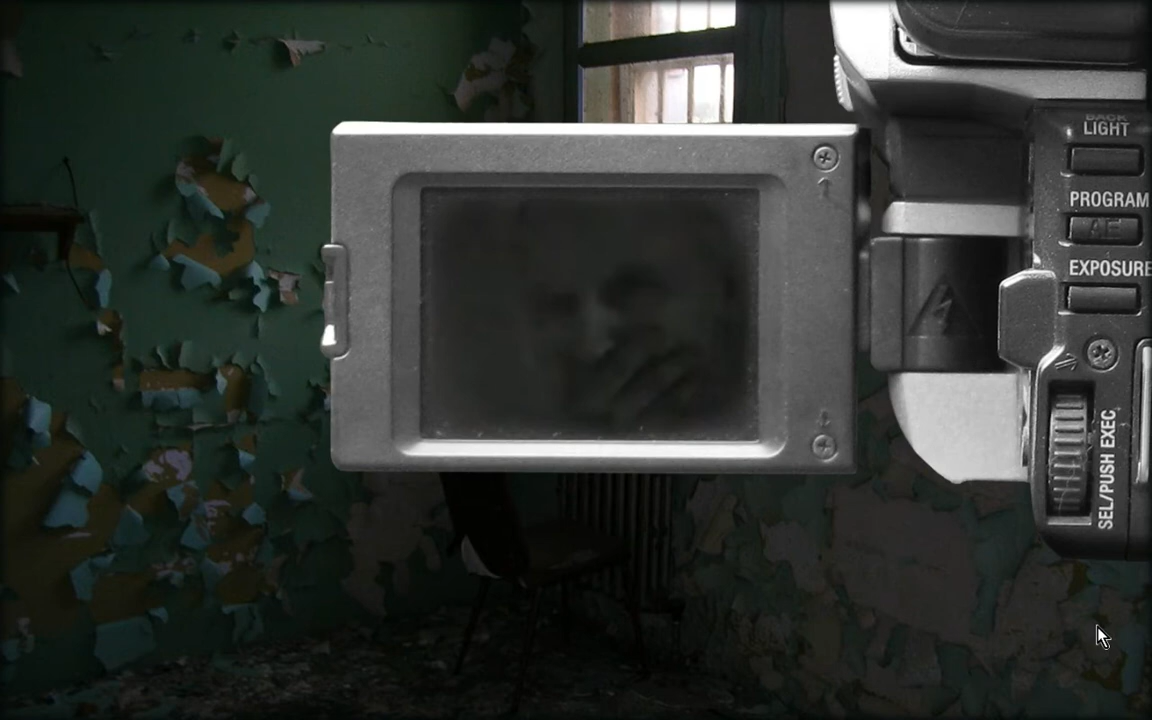 BACK
LIGHT
PROGRAM
AE
EXPOSURE
SEL/PUSH EXEC